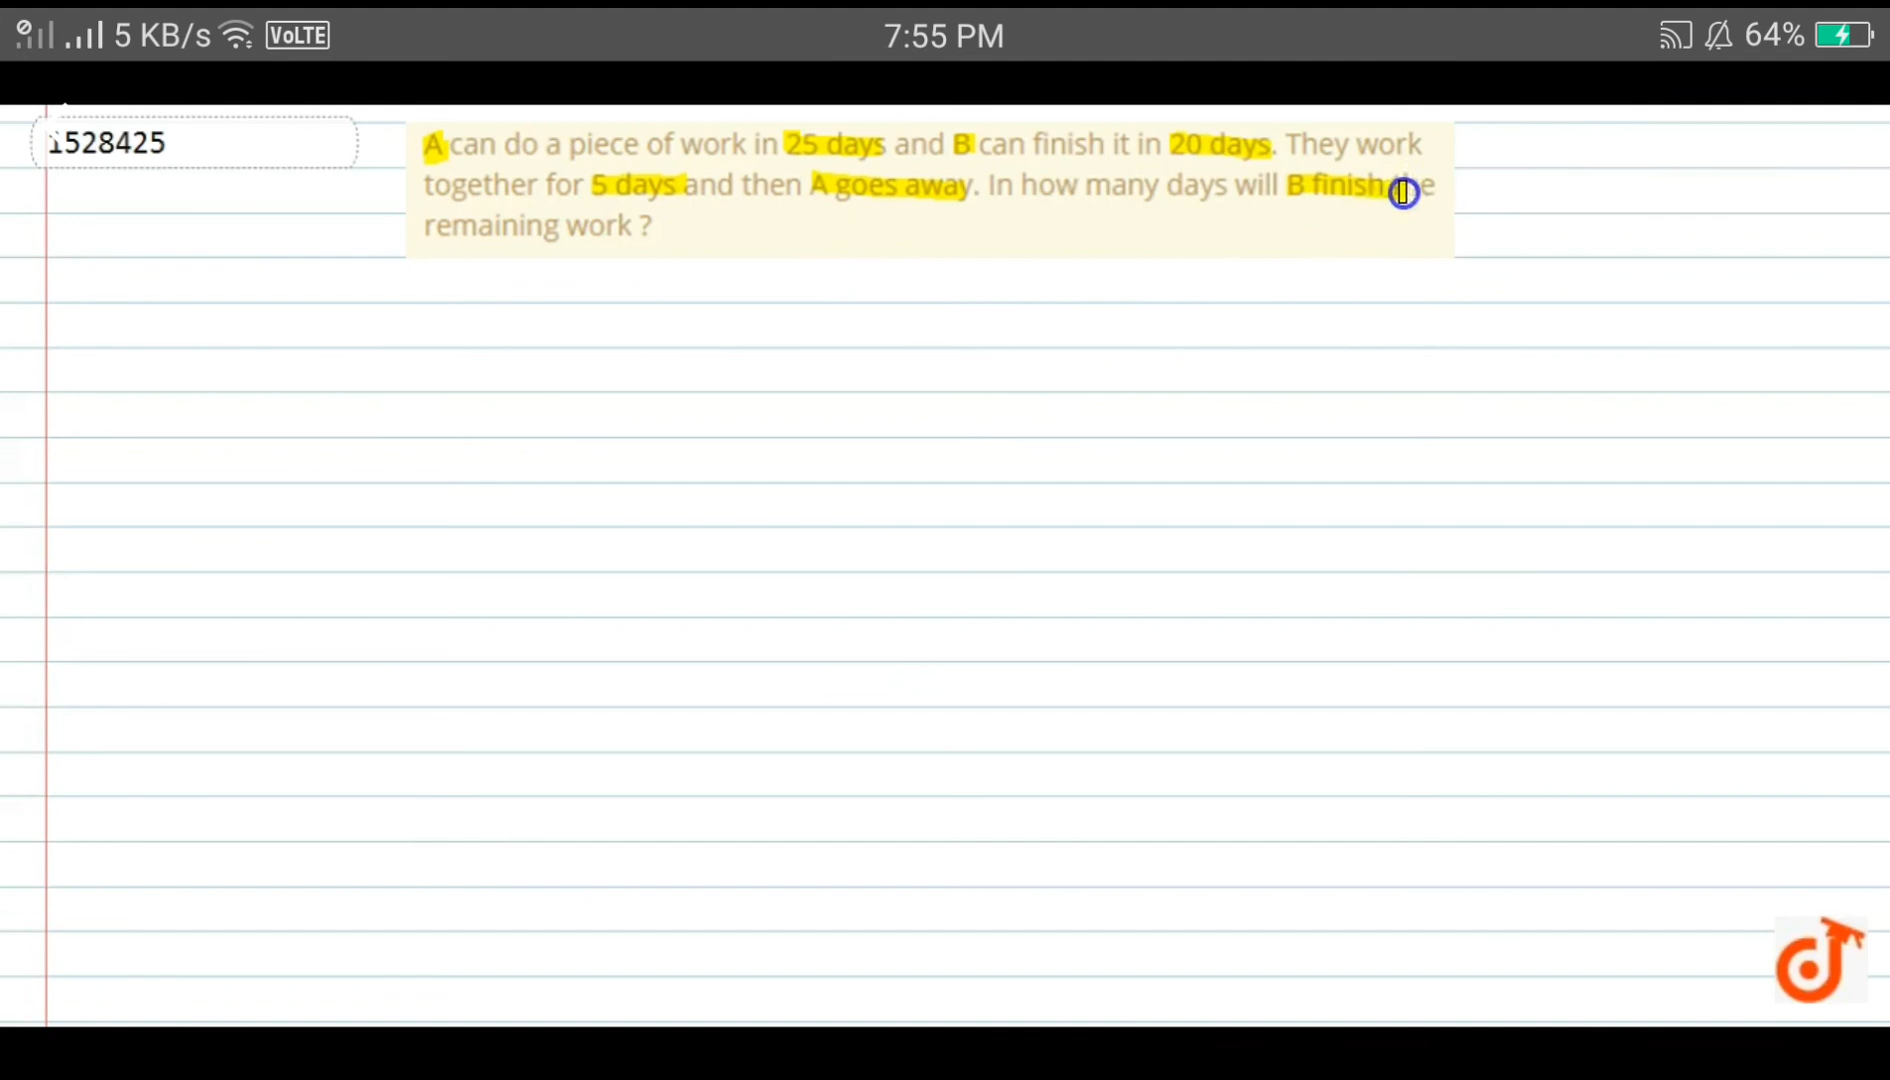 5 KB/s VoLTE 7:55 PM 64%
1528425
A can do a piece of work in 25 days and B can finish it in 20 days. They work
together for 5 days and then A goes away. In how many days will B finish the
remaining work ?